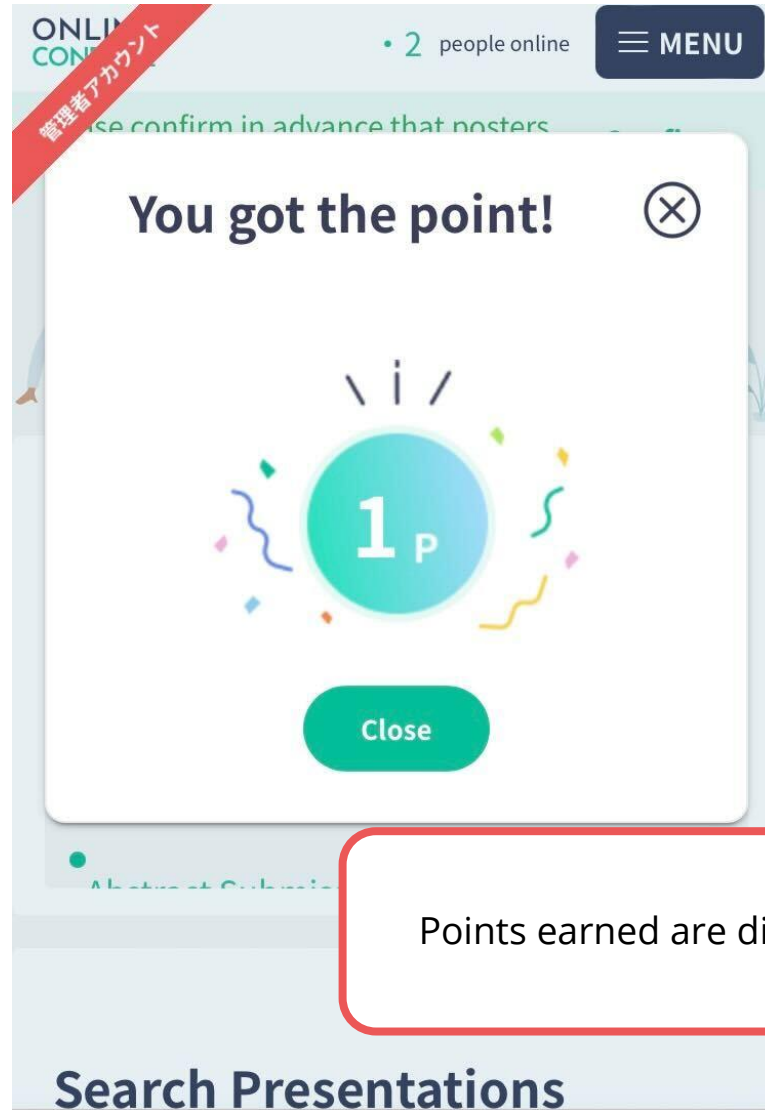 ONLIN
CON
管理者アカウント
• 2 people online
MENU
se confirm in advance that posters
You got the point!
1 P
Close
Points earned are di
Search Presentations